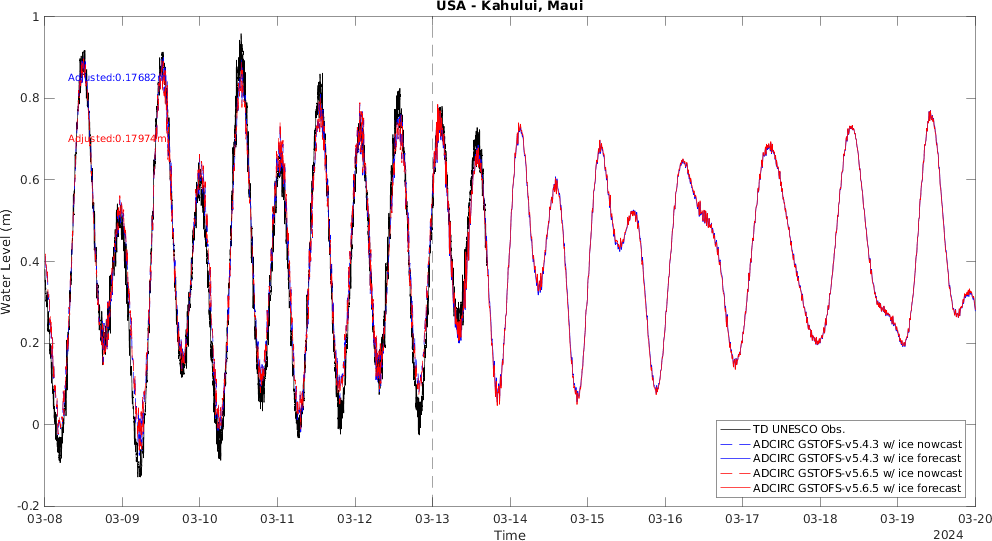 USA - Kahului, Maui
1
0.8
0.6
0.4
0.2
0
-0.2
Water Level (m)
Adjusted:0.17682m
Adjusted:0.17974m
TD UNESCO Obs.
ADCIRC GSTOFS-v5.4.3 w/ ice nowcast
ADCIRC GSTOFS-v5.4.3 w/ ice forecast
ADCIRC GSTOFS-v5.6.5 w/ ice nowcast
ADCIRC GSTOFS-v5.6.5 w/ ice forecast
03-08 03-09 03-10 03-11 03-12 03-13 03-14 03-15 03-16 03-17 03-18 03-19 03-20
Time
2024